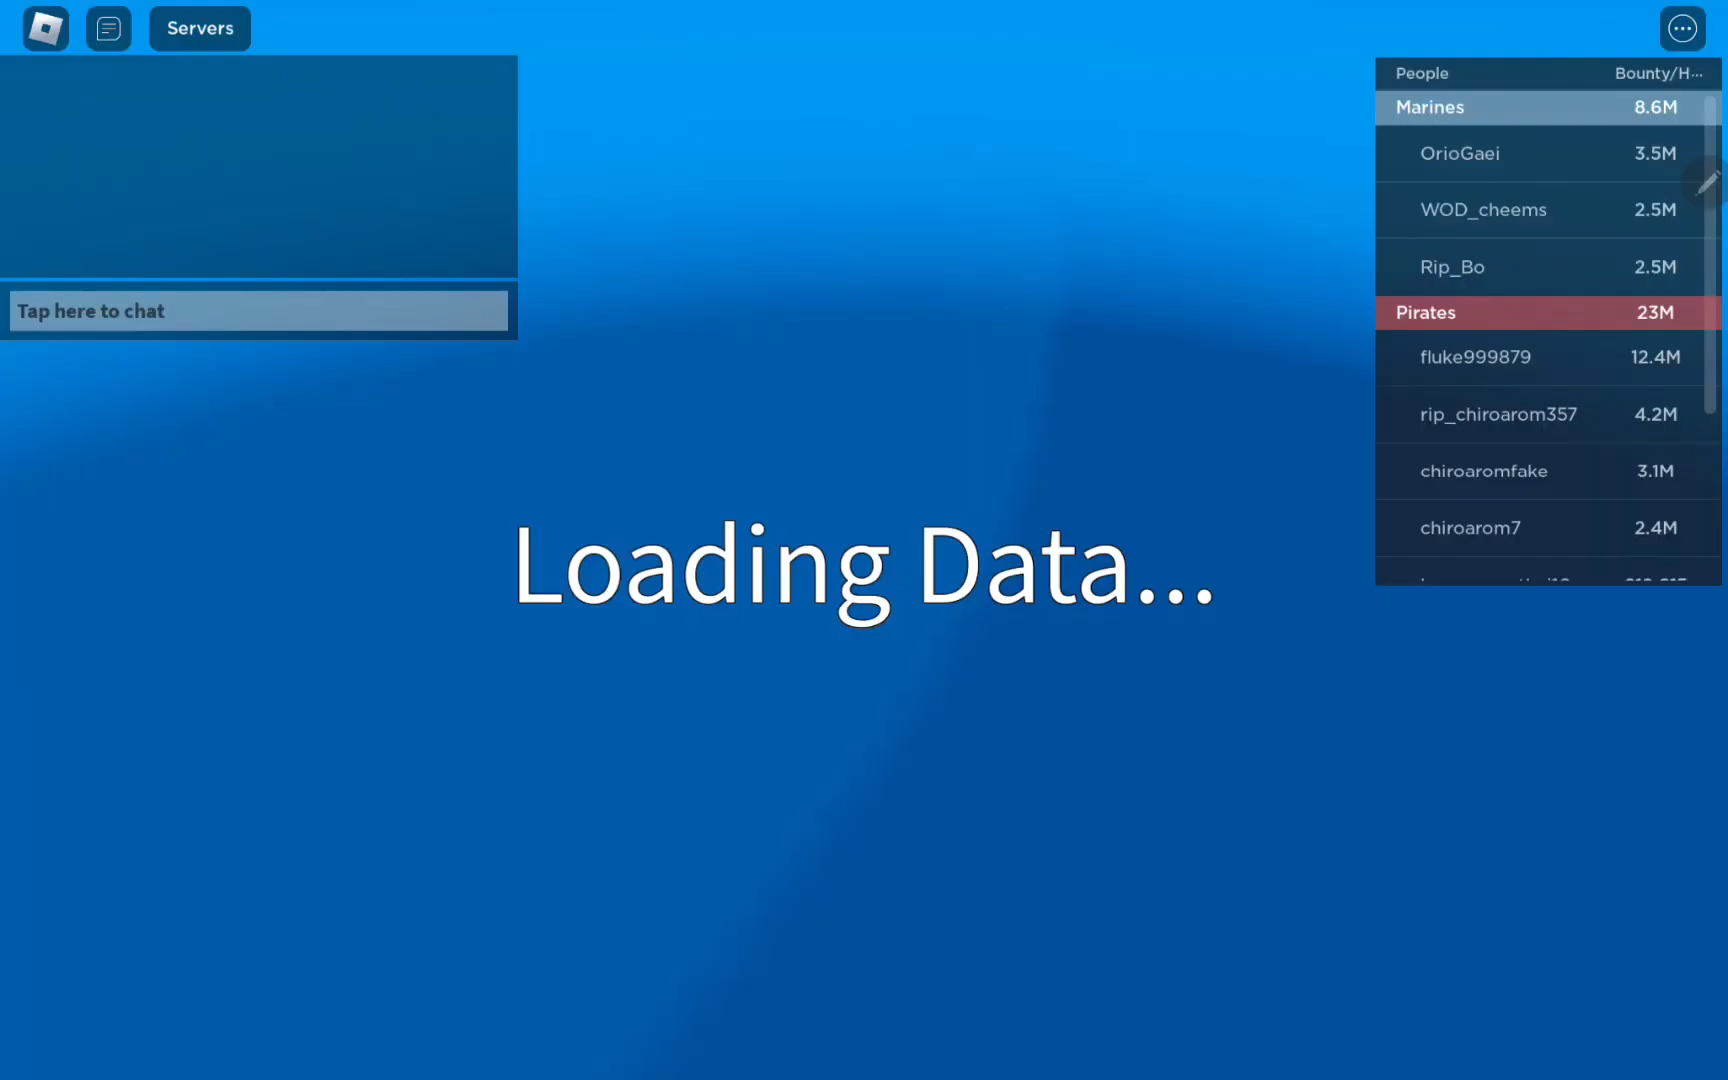 Servers
People Bounty/H...
Marines 8.6M
OrioGaei 3.5M
WOD_cheems 2.5M
Rip_Bo 2.5M
Tap here to chat
Pirates 23M
fluke999879 12.4M
rip_chiroarom357 4.2M
chiroaromfake 3.1M
chiroarom7 2.4M
Loading Data...